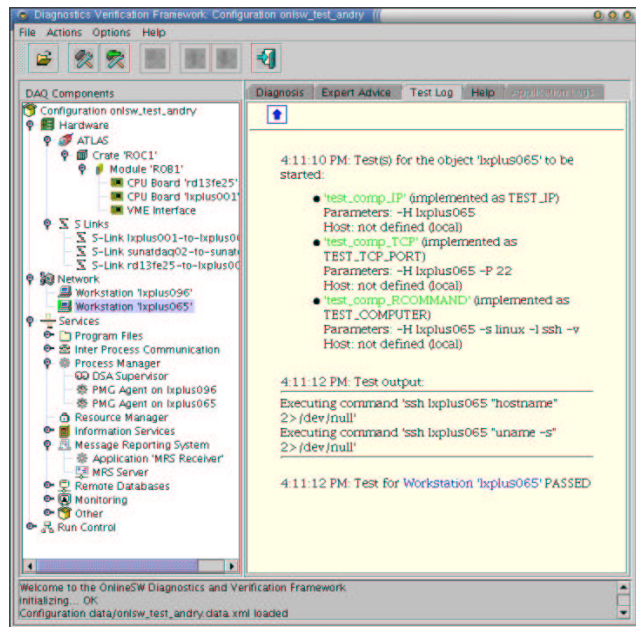 Diagnostics Verification Framework: Configuration onlsw_test_andry
File Actions Options Help
DAQ Components
Configuration onlsw_test_andry
Hardware
ATLAS
Crate 'ROC1'
Module 'ROB1'
CPU Board 'rd13fe25'
CPU Board 'lxplus001'
VME Interface
S Links
S-Link lxplus001-to-lxplus0
S-Link sunatdaq02-to-sunat
S-Link rd13fe25-to-lxplus00
Network
Workstation 'lxplus096'
Workstation 'lxplus065'
Services
Program Files
Inter Process Communication
Process Manager
DSA Supervisor
PMG Agent on lxplus096
PMG Agent on lxplus065
Resource Manager
Information Services
Message Reporting System
Application 'MRS Receiver'
MRS Server
Remote Databases
Monitoring
Other
Run Control
Diagnosis Expert Advice Test Log Help Application Logs
4:11:10 PM: Test(s) for the object 'lxplus065' to be
started:
'test_comp_IP' (implemented as TEST_IP)
Parameters: -H lxplus065
Host: not defined (local)
'test_comp_TCP' (implemented as
TEST_TCP_PORT)
Parameters: -H lxplus065 -P 22
Host: not defined (local)
'test_comp_RCOMMAND' (implemented as
TEST_COMPUTER)
Parameters: -H lxplus065 -s linux -l ssh -v
Host: not defined (local)
4:11:12 PM: Test output:
Executing command 'ssh lxplus065 "hostname"
2>/dev/null'
Executing command 'ssh lxplus065 "uname -s"
2>/dev/null'
4:11:12 PM: Test for Workstation 'lxplus065' PASSED
Welcome to the OnlineSW Diagnostics and Verification Framework
Initializing... OK
Configuration data/onlsw_test_andry.data.xml loaded